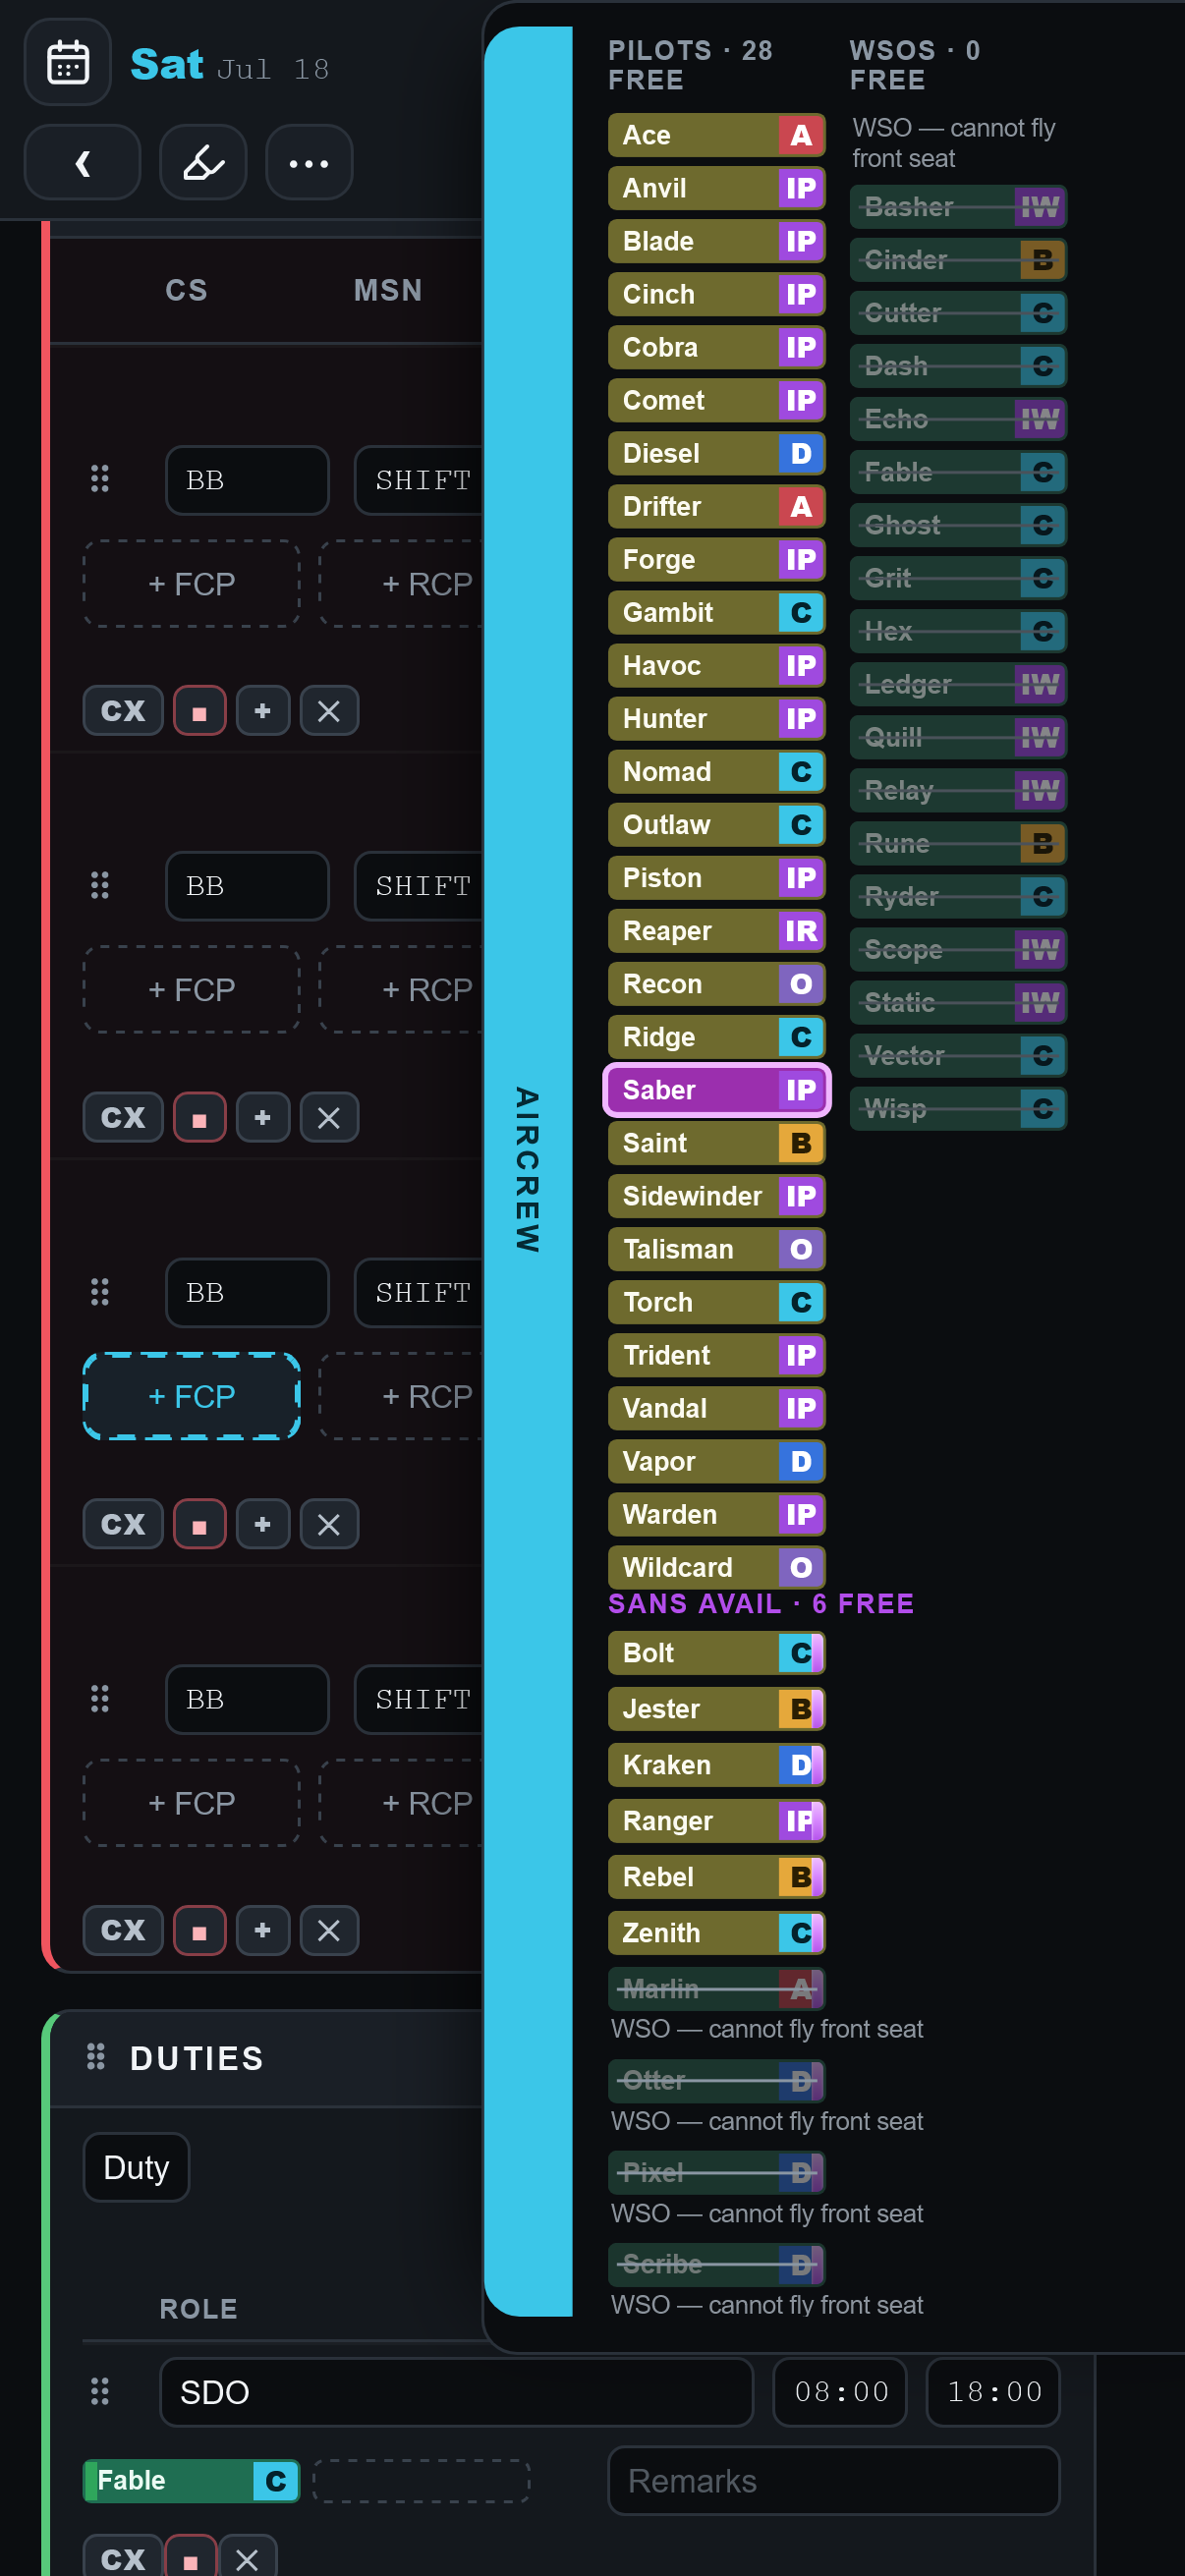 Sat Jul 18
CS MSN
BB SHIFT
+ FCP + RCP
CX + ×
BB SHIFT
+ FCP + RCP
CX + ×
BB SHIFT
+ FCP + RCP
CX + ×
BB SHIFT
+ FCP + RCP
CX + ×
DUTIES
Duty
ROLE
SDO 08:00 18:00
Fable C
Remarks
CX ×
AIRCREW
PILOTS · 28
FREE
Ace A
Anvil IP
Blade IP
Cinch IP
Cobra IP
Comet IP
Diesel D
Drifter A
Forge IP
Gambit C
Havoc IP
Hunter IP
Nomad C
Outlaw C
Piston IP
Reaper IR
Recon O
Ridge C
Saber IP
Saint B
Sidewinder IP
Talisman O
Torch C
Trident IP
Vandal IP
Vapor D
Warden IP
Wildcard O
WSOS · 0
FREE
WSO — cannot fly
front seat
Basher IW
Cinder B
Cutter C
Dash C
Echo IW
Fable C
Ghost C
Grit C
Hex C
Ledger IW
Quill IW
Relay IW
Rune B
Ryder C
Scope IW
Static IW
Vector C
Wisp C
SANS AVAIL · 6 FREE
Bolt C
Jester B
Kraken D
Ranger IP
Rebel B
Zenith C
Marlin A
WSO — cannot fly front seat
Otter D
WSO — cannot fly front seat
Pixel D
WSO — cannot fly front seat
Scribe D
WSO — cannot fly front seat